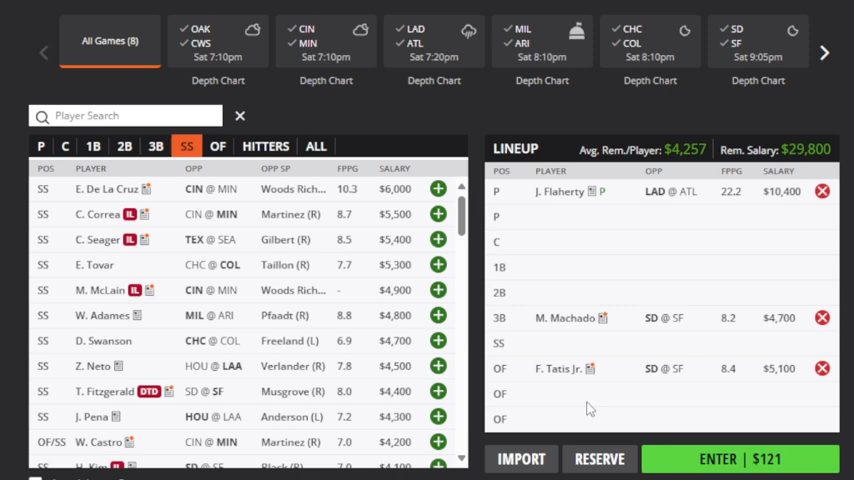 All Games (8)
OAK
CWS
Sat 7:10pm
CIN
MIN
Sat 7:10pm
LAD
ATL
Sat 7:20pm
MIL
ARI
Sat 8:10pm
CHC
COL
Sat 8:10pm
SD
SF
Sat 9:05pm
Depth Chart Depth Chart Depth Chart Depth Chart Depth Chart Depth Chart
Player Search
P C 1B 2B 3B SS OF HITTERS ALL
POS PLAYER OPP OPP SP FPPG SALARY
SS E. De La Cruz CIN @ MIN Woods Rich... 10.3 $6,000
SS C. Correa IL CIN @ MIN Martinez (R) 8.7 $5,500
SS C. Seager IL TEX @ SEA Gilbert (R) 8.5 $5,400
SS E. Tovar CHC @ COL Taillon (R) 7.7 $5,300
SS M. McLain IL CIN @ MIN Woods Rich... - $4,900
SS W. Adames MIL @ ARI Pfaadt (R) 8.8 $4,800
SS D. Swanson CHC @ COL Freeland (L) 6.9 $4,700
SS Z. Neto HOU @ LAA Verlander (R) 7.8 $4,500
SS T. Fitzgerald DTD SD @ SF Musgrove (R) 8.0 $4,400
SS J. Pena HOU @ LAA Anderson (L) 7.2 $4,300
OF/SS W. Castro CIN @ MIN Martinez (R) 7.0 $4,200
SS H. Kim IL SD @ SF Black (R) 7.0 $4,100
LINEUP Avg. Rem./Player: $4,257 Rem. Salary: $29,800
POS PLAYER OPP FPPG SALARY
P J. Flaherty P LAD @ ATL 22.2 $10,400
P
C
1B
2B
3B M. Machado SD @ SF 8.2 $4,700
SS
OF F. Tatis Jr. SD @ SF 8.4 $5,100
OF
OF
IMPORT RESERVE ENTER | $121